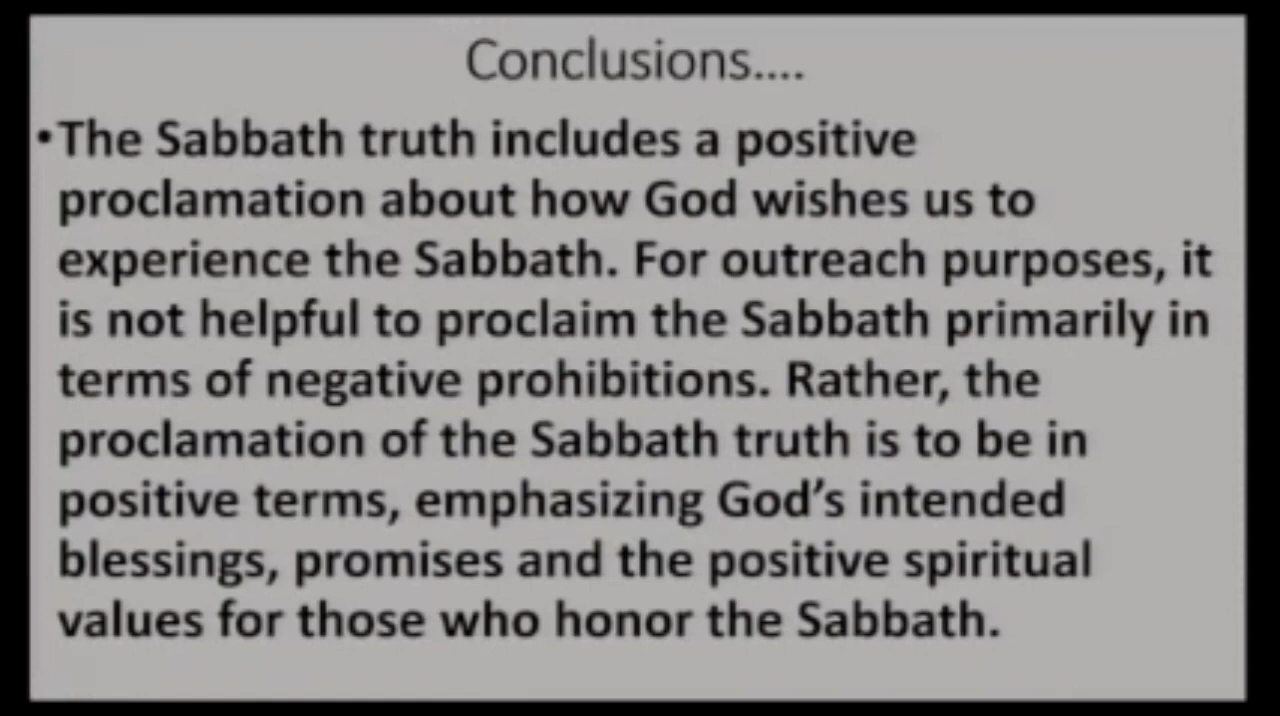 Conclusions....
•The Sabbath truth includes a positive
proclamation about how God wishes us to
experience the Sabbath. For outreach purposes, it
is not helpful to proclaim the Sabbath primarily in
terms of negative prohibitions. Rather, the
proclamation of the Sabbath truth is to be in
positive terms, emphasizing God’s intended
blessings, promises and the positive spiritual
values for those who honor the Sabbath.